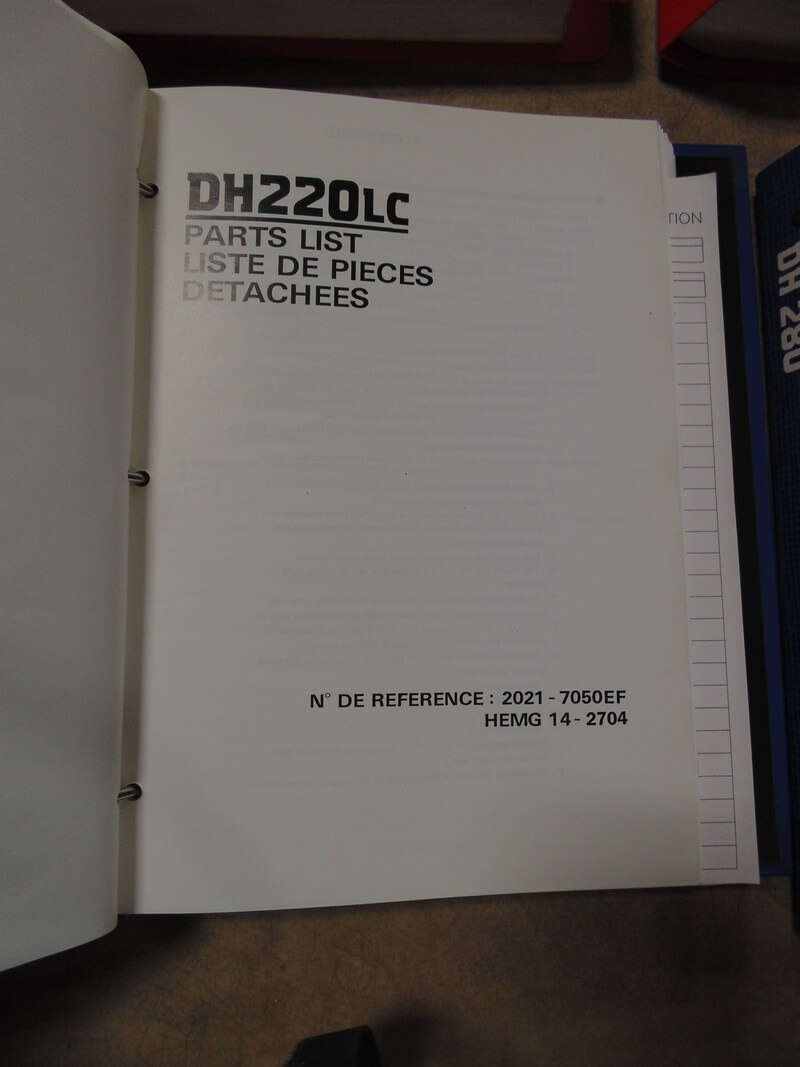 DH220LC
PARTS LIST
LISTE DE PIECES
DETACHEES
N° DE REFERENCE : 2021 - 7050EF
HEMG 14 - 2704
TION
DH 280